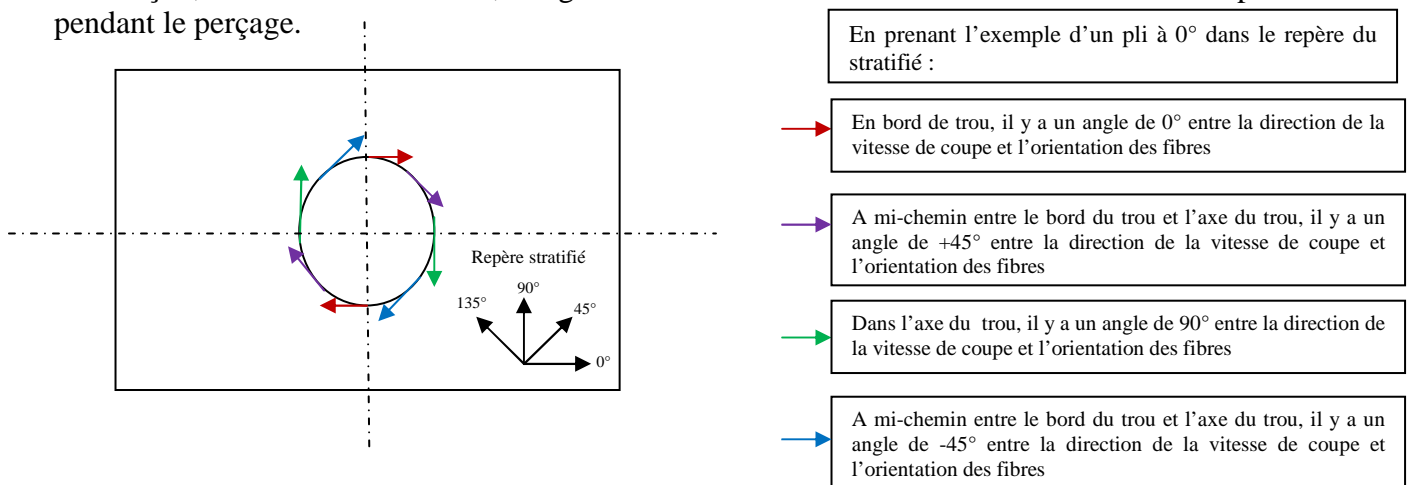 pendant le perçage.
En prenant l'exemple d'un pli à 0° dans le repère du
stratifié :
En bord de trou, il y a un angle de 0° entre la direction de la
vitesse de coupe et l'orientation des fibres
A mi-chemin entre le bord du trou et l'axe du trou, il y a un
angle de +45° entre la direction de la vitesse de coupe et
l'orientation des fibres
Dans l'axe du trou, il y a un angle de 90° entre la direction de
la vitesse de coupe et l'orientation des fibres
A mi-chemin entre le bord du trou et l'axe du trou, il y a un
angle de -45° entre la direction de la vitesse de coupe et
l'orientation des fibres
Repère stratifié
90°
135°
45°
0°